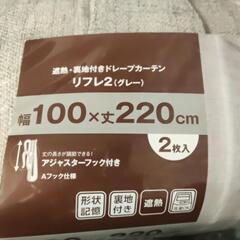 遮熱・裏地付きドレープカーテン
リフレ2(グレー)
幅100×丈220cm
2枚入
丈の長さが調節できる!
アジャスターフック付き
Aフック仕様
形状記憶
裏地付き
遮熱